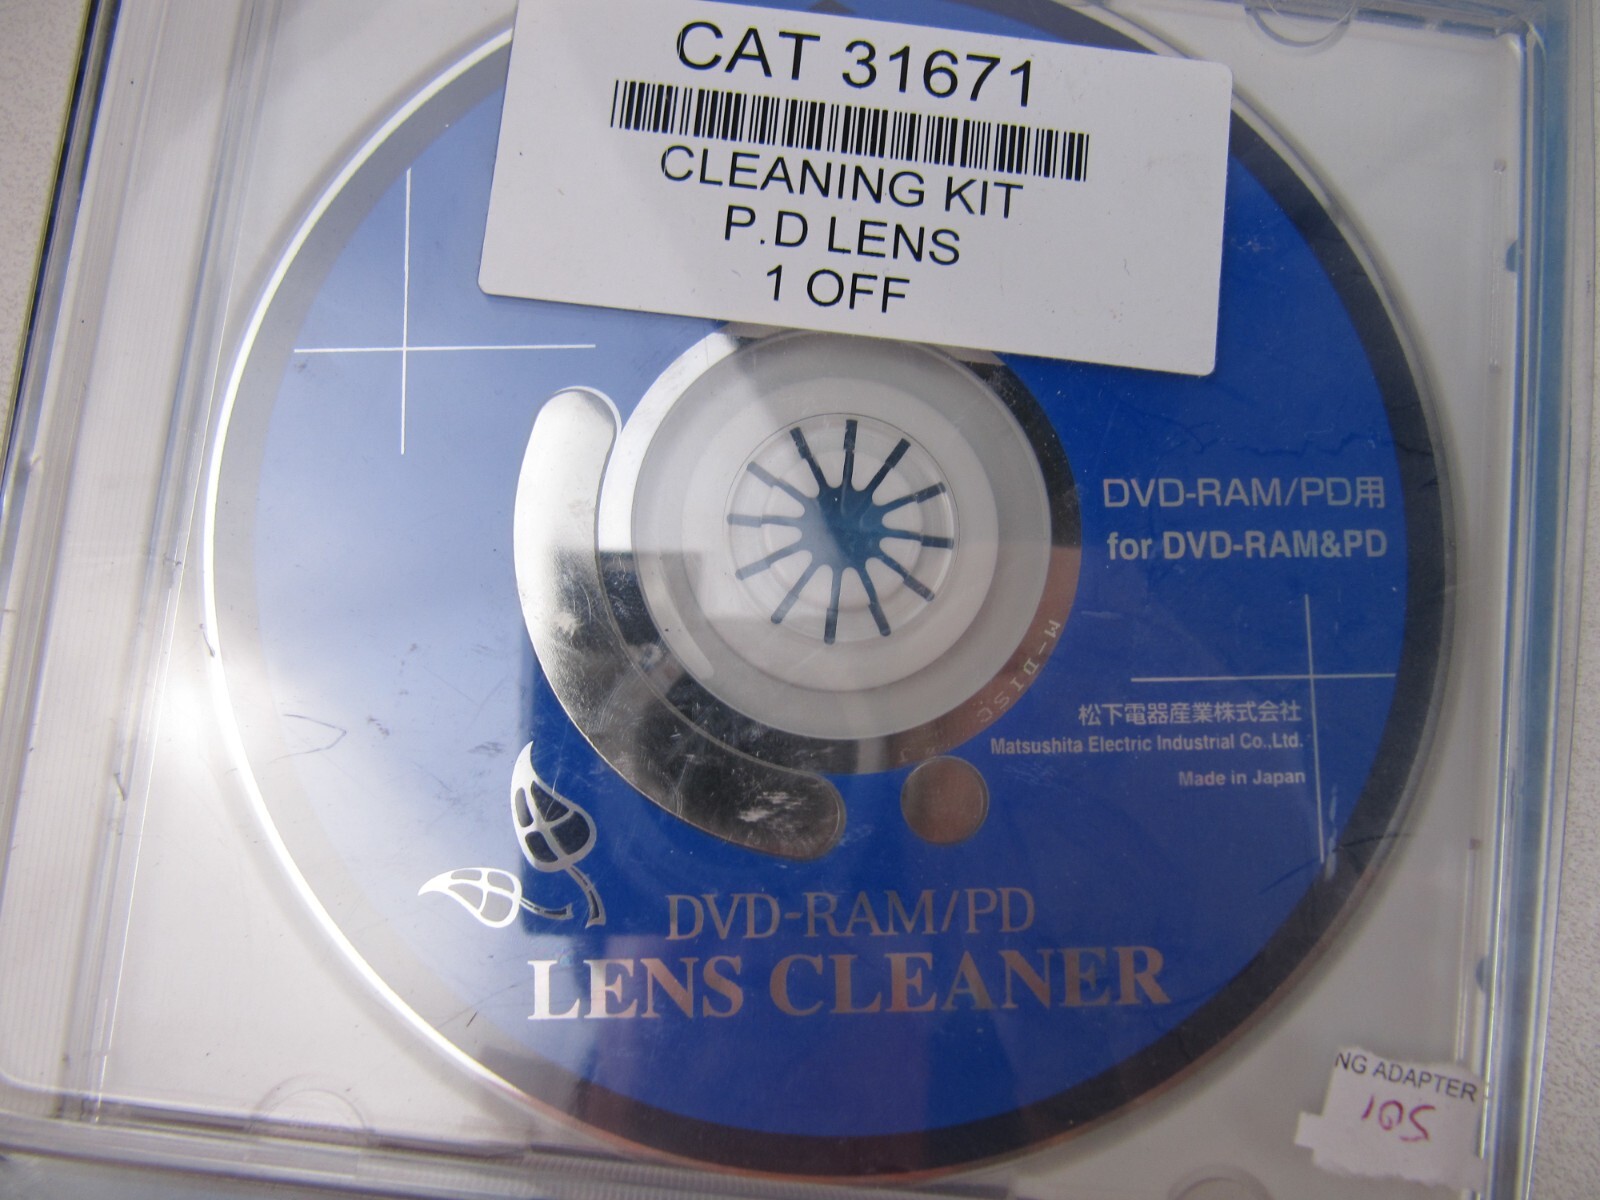 CAT 31671
CLEANING KIT
P.D LENS
1 OFF
DVD-RAM/PD用
for DVD-RAM&PD
M-DISC
松下電器産業株式会社
Matsushita Electric Industrial Co.,Ltd.
Made in Japan
DVD-RAM/PD
LENS CLEANER
NG ADAPTER